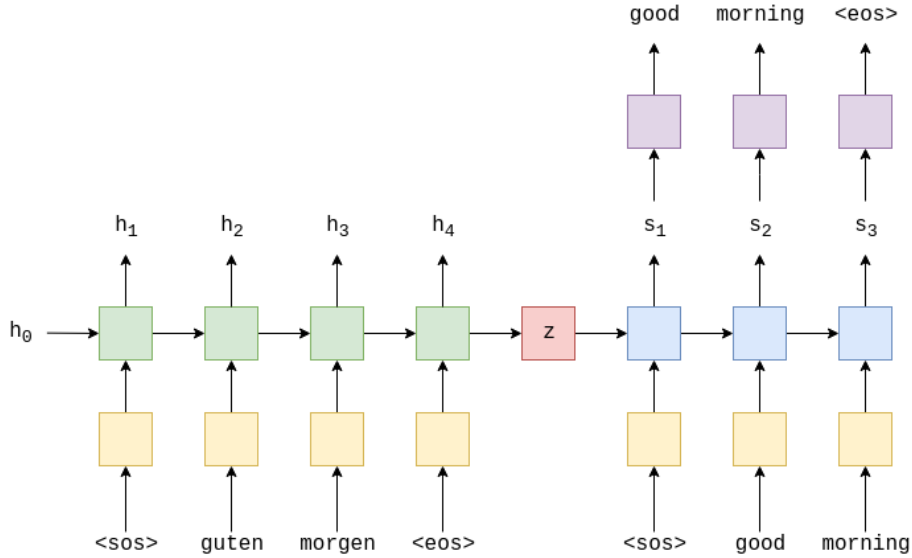 good morning <eos>
h₁ h₂ h₃ h₄ s₁ s₂ s₃
h₀ z
<sos> guten morgen <eos> <sos> good morning